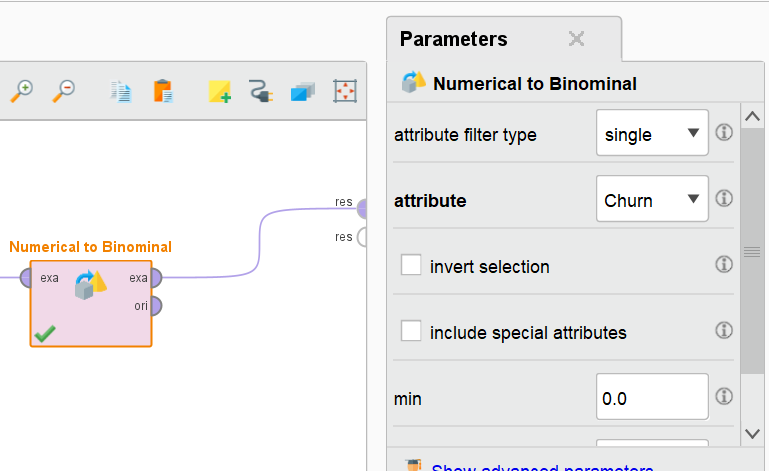 Parameters
Numerical to Binominal
attribute filter type
single
attribute
Churn
invert selection
include special attributes
min
0.0
Show advanced parameters
res
res
Numerical to Binominal
exa
exa
ori